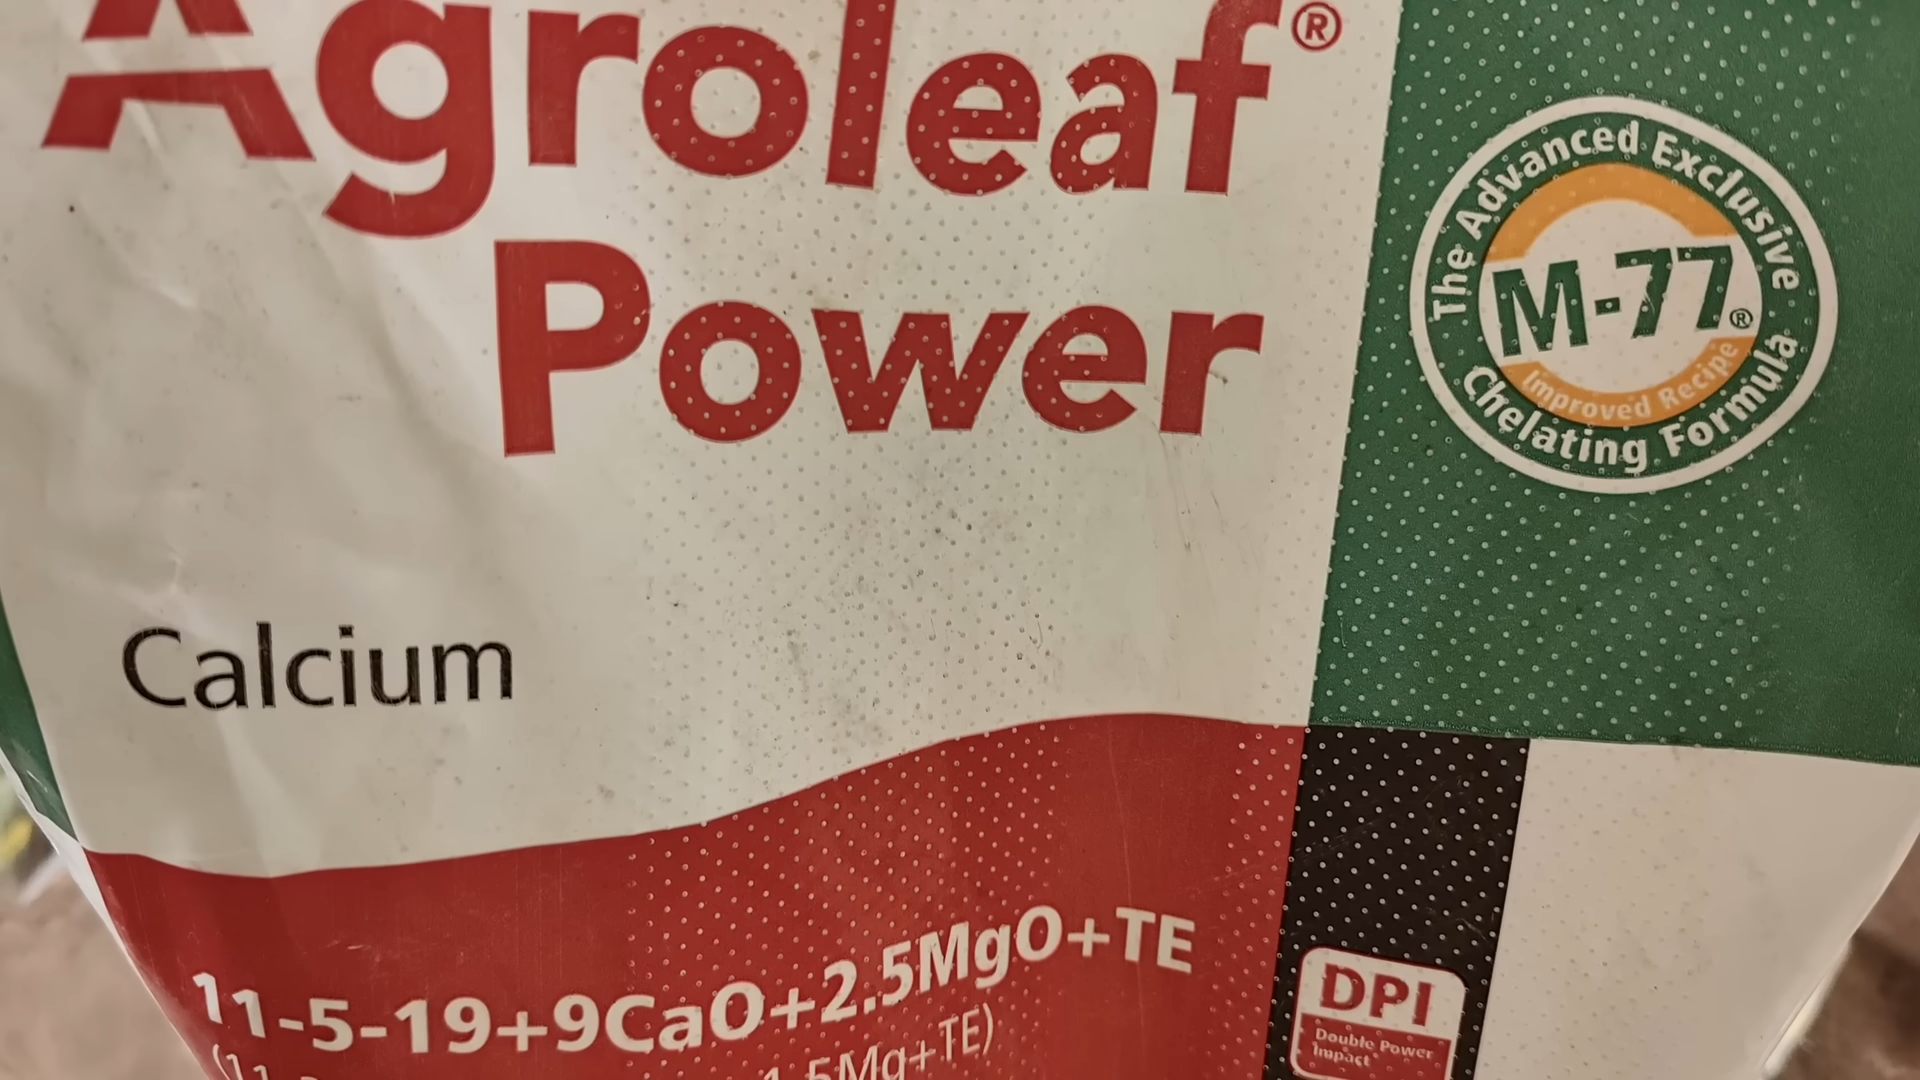 Agroleaf®
Power
The Advanced Exclusive
M-77®
Improved Recipe
Chelating Formula
Calcium
11-5-19+9CaO+2.5MgO+TE
1.5Mg+TE)
DPI
Double Power
Impact